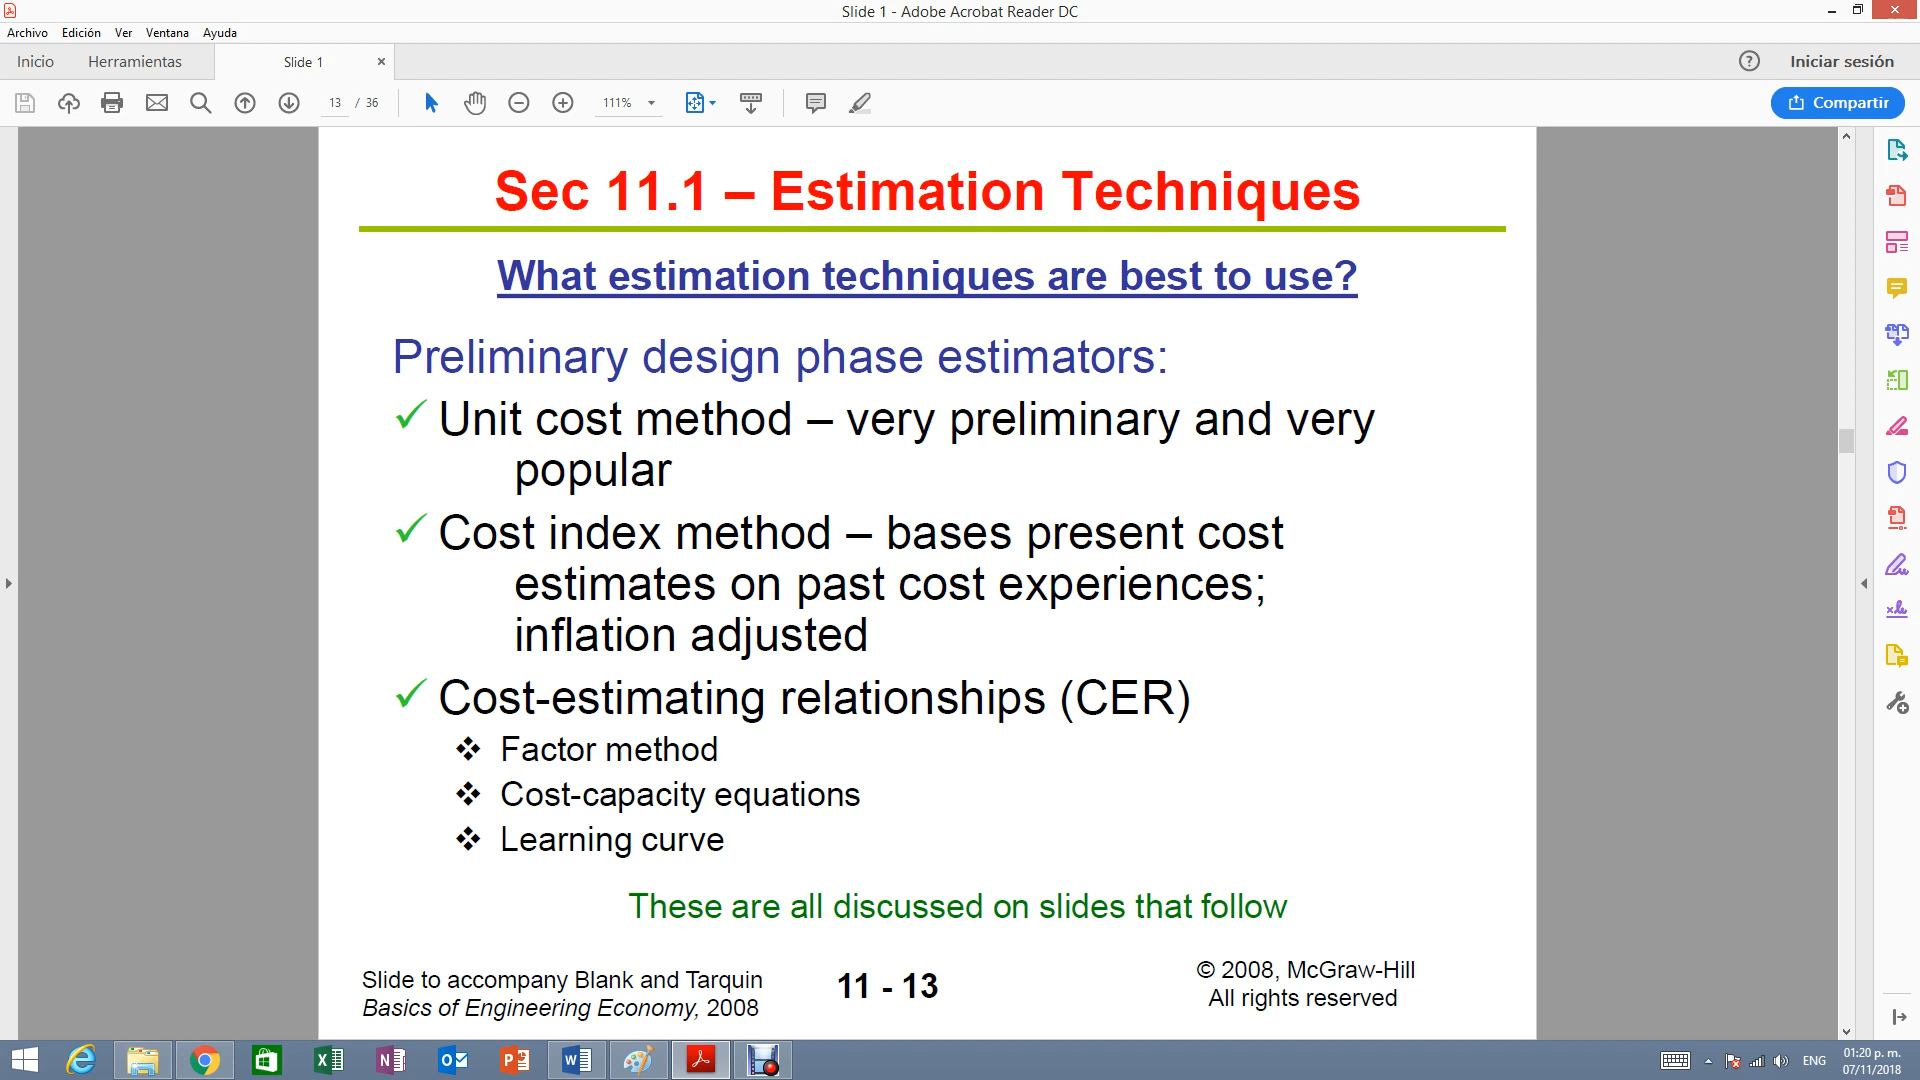 Slide 1 - Adobe Acrobat Reader DC
Archivo Edición Ver Ventana Ayuda
Inicio Herramientas Slide 1 Iniciar sesión
13 / 36 111% Compartir
Sec 11.1 – Estimation Techniques
What estimation techniques are best to use?
Preliminary design phase estimators:
Unit cost method – very preliminary and very
popular
Cost index method – bases present cost
estimates on past cost experiences;
inflation adjusted
Cost-estimating relationships (CER)
Factor method
Cost-capacity equations
Learning curve
These are all discussed on slides that follow
Slide to accompany Blank and Tarquin
Basics of Engineering Economy, 2008
11 - 13
© 2008, McGraw-Hill
All rights reserved
ENG
01:20 p. m.
07/11/2018